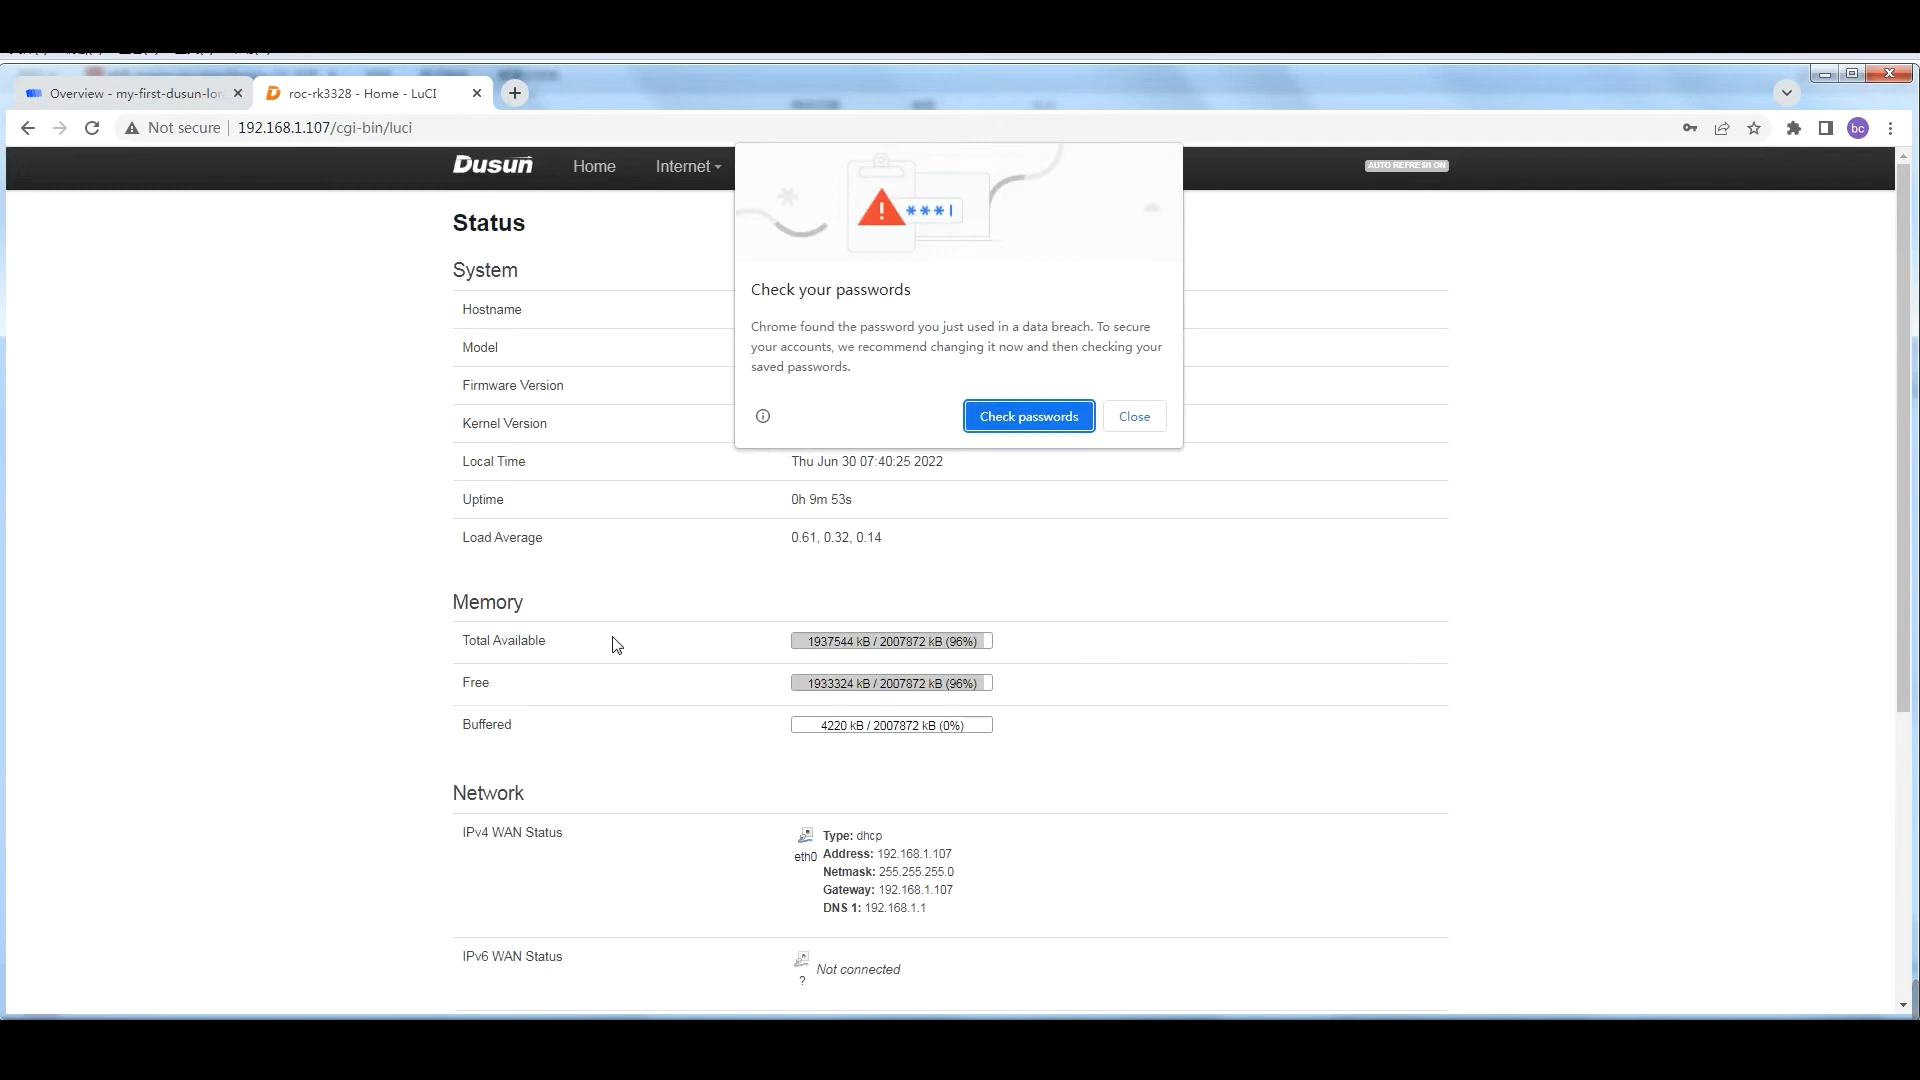 Overview - my-first-dusun-lor
roc-rk3328 - Home - LuCI
Not secure
192.168.1.107/cgi-bin/luci
bc
Dusun
Home
Internet
AUTO REFRESH ON
***|
Check your passwords
Chrome found the password you just used in a data breach. To secure
your accounts, we recommend changing it now and then checking your
saved passwords.
Check passwords
Close
Status
System
Hostname
Model
Firmware Version
Kernel Version
Local Time Thu Jun 30 07:40:25 2022
Uptime 0h 9m 53s
Load Average 0.61, 0.32, 0.14
Memory
Total Available 1937544 kB / 2007872 kB (96%)
Free 1933324 kB / 2007872 kB (96%)
Buffered 4220 kB / 2007872 kB (0%)
Network
IPv4 WAN Status
Type: dhcp
eth0 Address: 192.168.1.107
Netmask: 255.255.255.0
Gateway: 192.168.1.107
DNS 1: 192.168.1.1
IPv6 WAN Status
Not connected
?